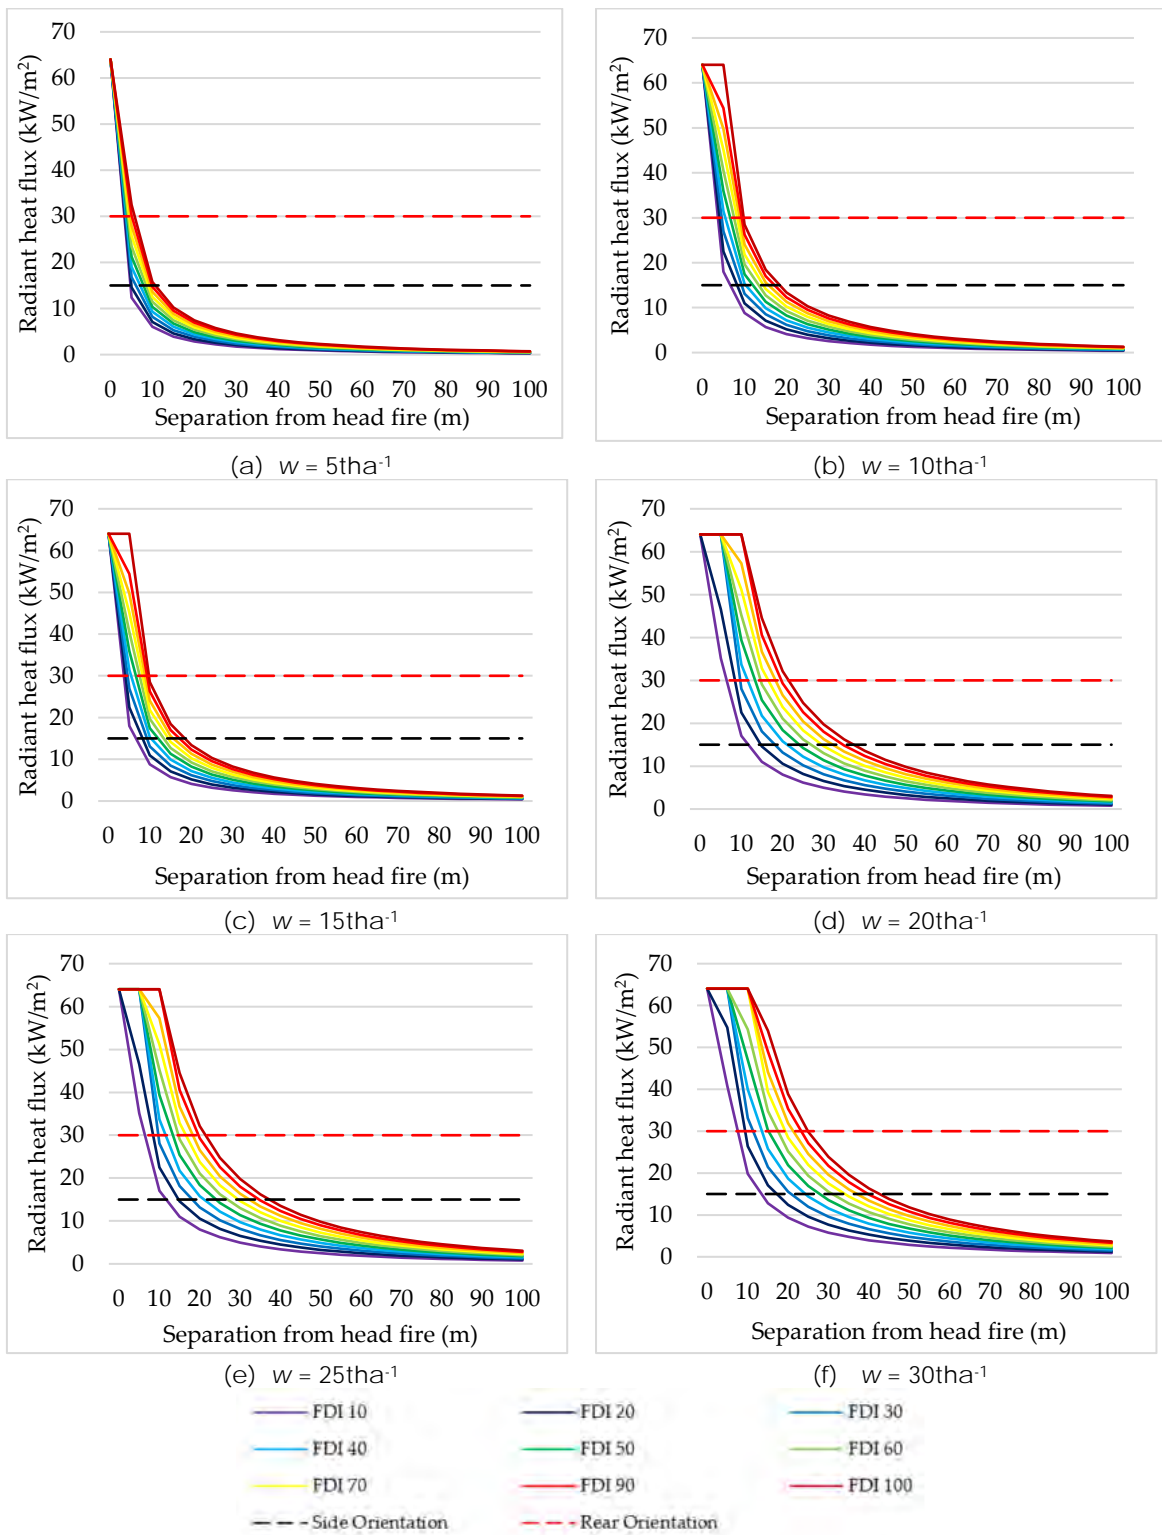 70
60
50
40
30
20
10
0
Radiant heat flux (kW/m²)
0 10 20 30 40 50 60 70 80 90 100
Separation from head fire (m)
(a) w = 5tha⁻¹
70
60
50
40
30
20
10
0
Radiant heat flux (kW/m²)
0 10 20 30 40 50 60 70 80 90 100
Separation from head fire (m)
(b) w = 10tha⁻¹
70
60
50
40
30
20
10
0
Radiant heat flux (kW/m²)
0 10 20 30 40 50 60 70 80 90 100
Separation from head fire (m)
(c) w = 15tha⁻¹
70
60
50
40
30
20
10
0
Radiant heat flux (kW/m²)
0 10 20 30 40 50 60 70 80 90 100
Separation from head fire (m)
(d) w = 20tha⁻¹
70
60
50
40
30
20
10
0
Radiant heat flux (kW/m²)
0 10 20 30 40 50 60 70 80 90 100
Separation from head fire (m)
(e) w = 25tha⁻¹
70
60
50
40
30
20
10
0
Radiant heat flux (kW/m²)
0 10 20 30 40 50 60 70 80 90 100
Separation from head fire (m)
(f) w = 30tha⁻¹
FDI 10 FDI 20 FDI 30
FDI 40 FDI 50 FDI 60
FDI 70 FDI 90 FDI 100
Side Orientation Rear Orientation